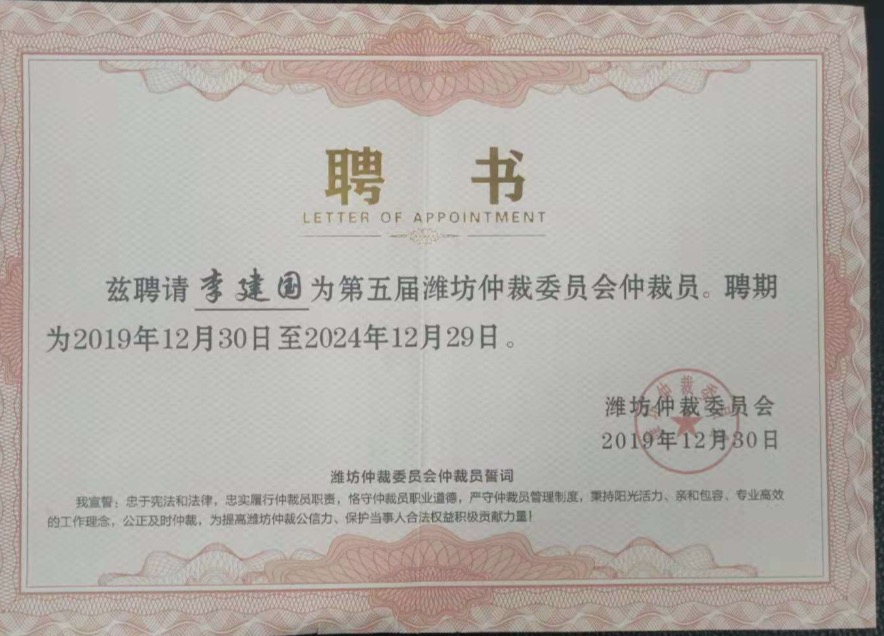 聘 书
LETTER OF APPOINTMENT
兹聘请 李建国 为第五届潍坊仲裁委员会仲裁员。聘期
为2019年12月30日至2024年12月29日。
潍坊仲裁委员会
2019年12月30日
潍坊仲裁委员会仲裁员誓词
我宣誓：忠于宪法和法律，忠实履行仲裁员职责，恪守仲裁员职业道德，严守仲裁员管理制度，秉持阳光活力、亲和包容、专业高效
的工作理念，公正及时仲裁，为提高潍坊仲裁公信力、保护当事人合法权益积极贡献力量！